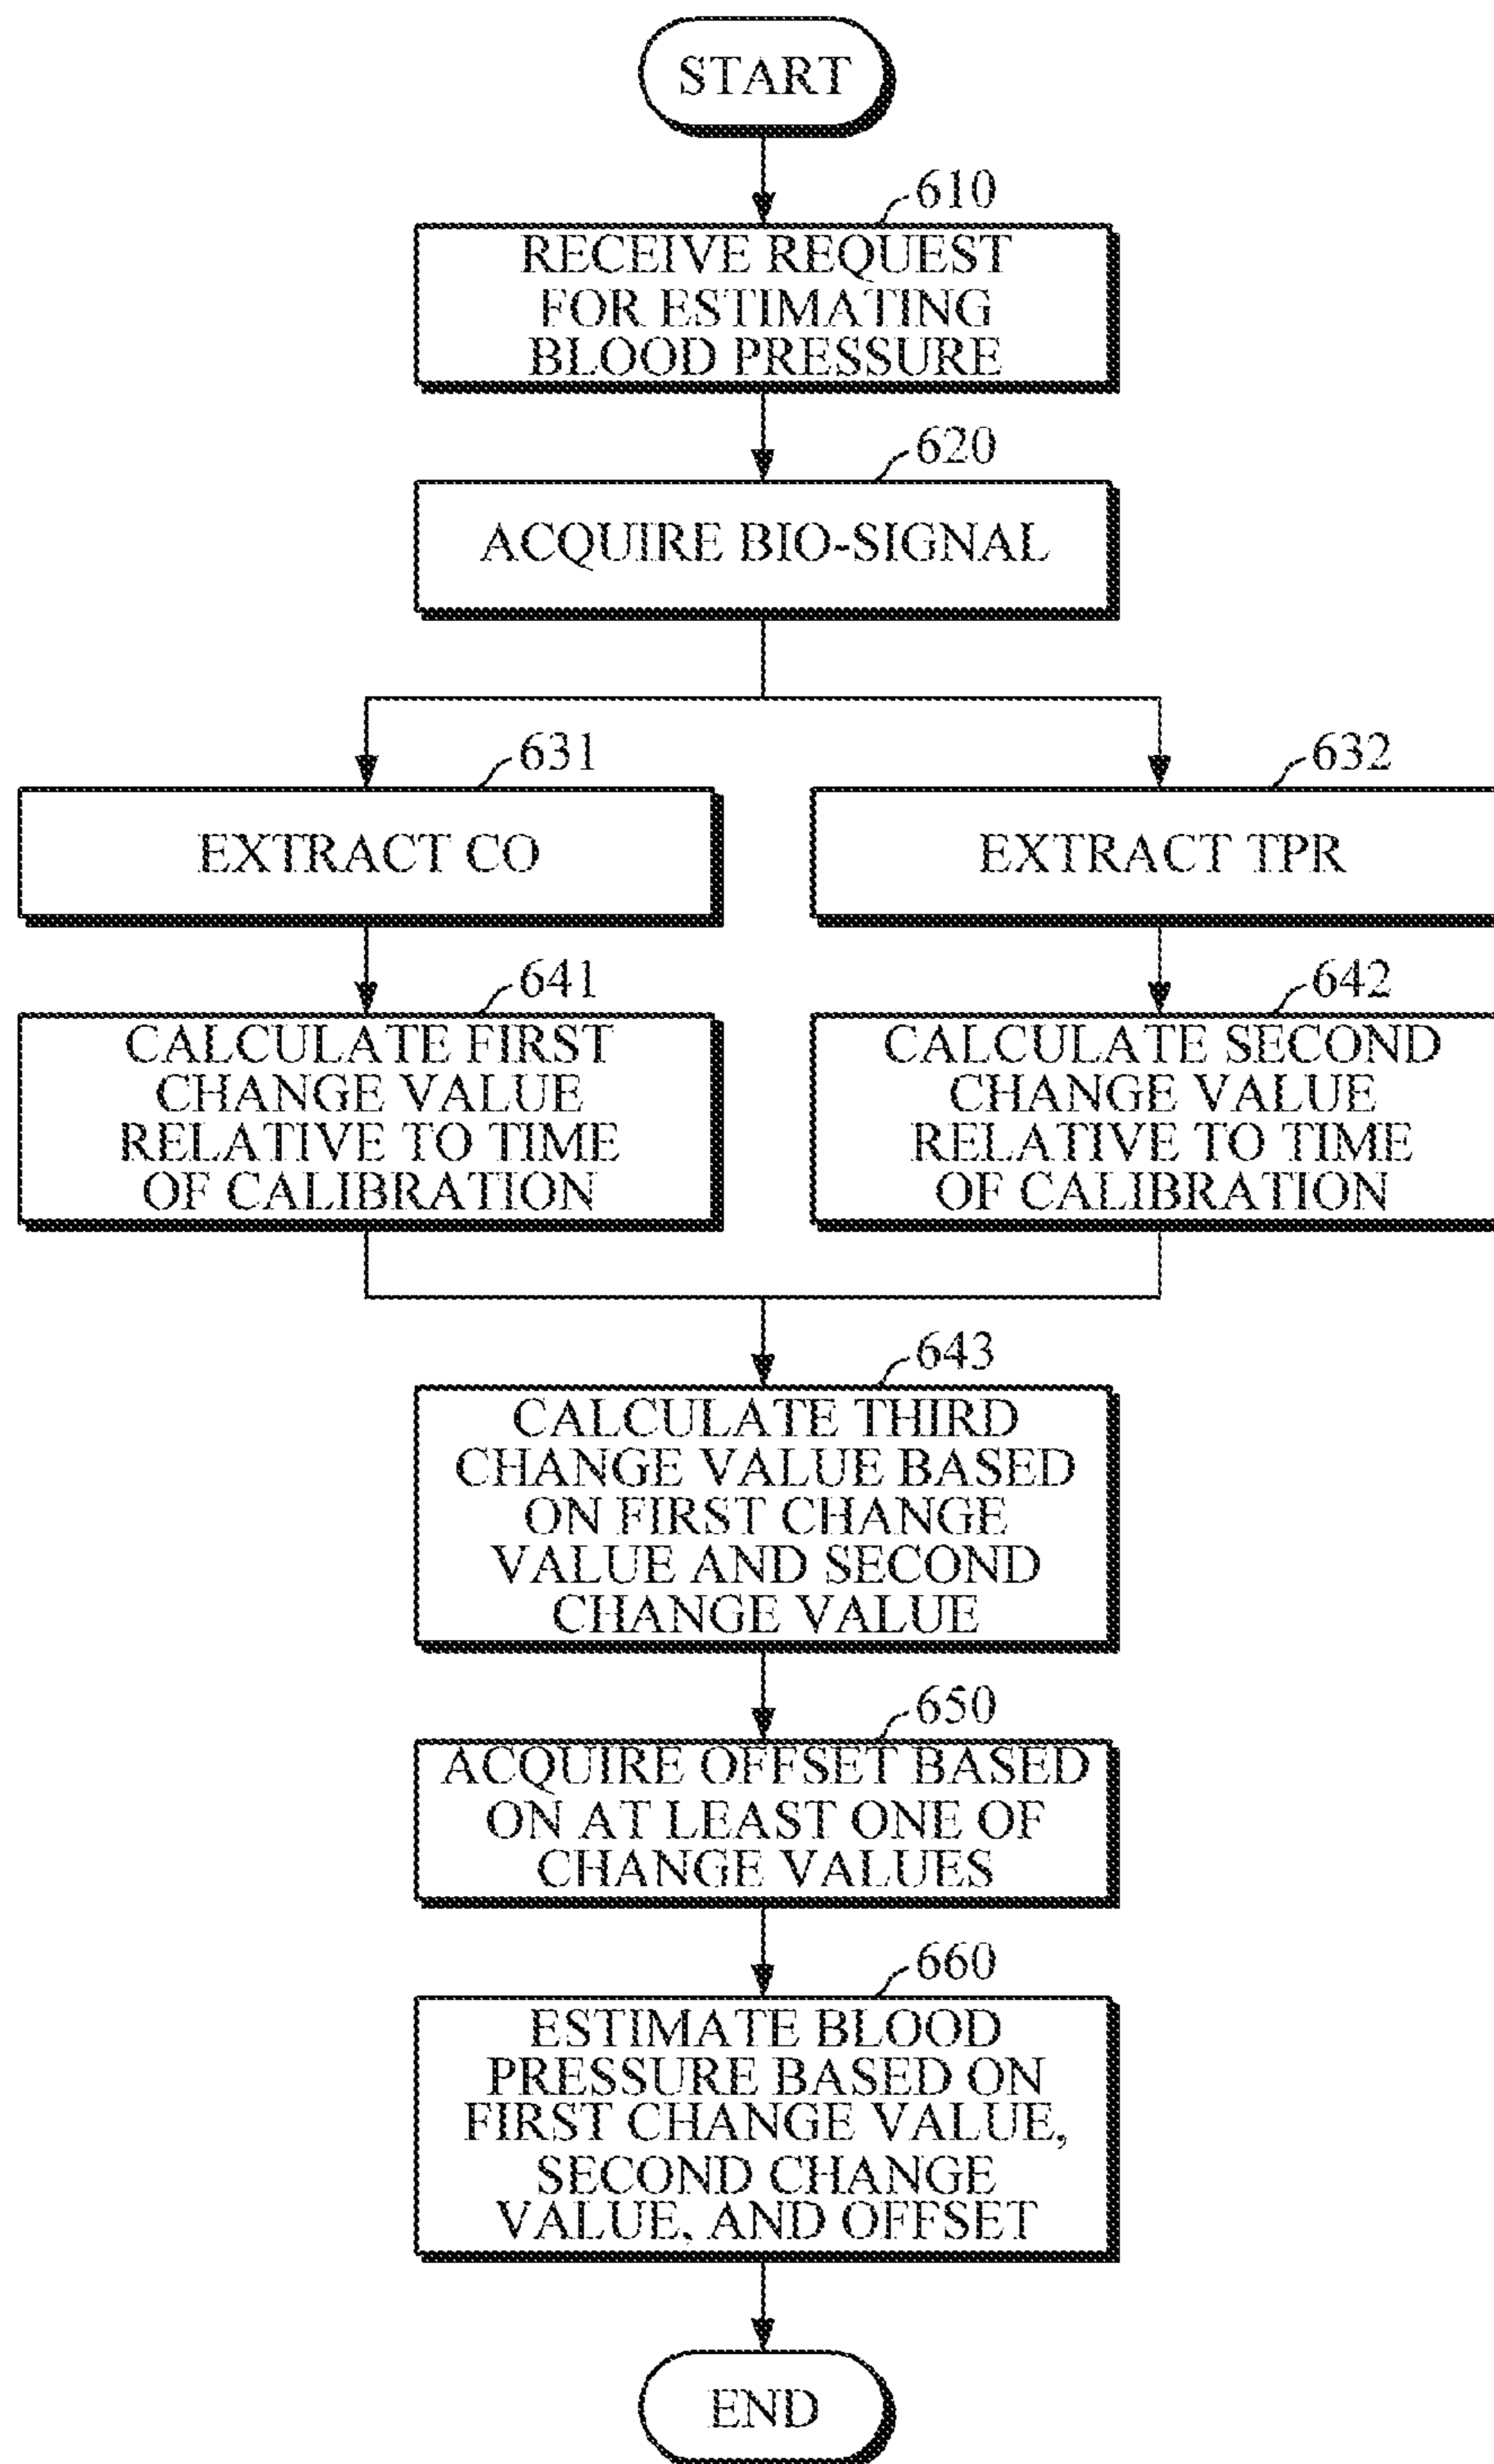 START
610
RECEIVE REQUEST
FOR ESTIMATING
BLOOD PRESSURE
620
ACQUIRE BIO-SIGNAL
631
EXTRACT CO
632
EXTRACT TPR
641
CALCULATE FIRST
CHANGE VALUE
RELATIVE TO TIME
OF CALIBRATION
642
CALCULATE SECOND
CHANGE VALUE
RELATIVE TO TIME
OF CALIBRATION
643
CALCULATE THIRD
CHANGE VALUE BASED
ON FIRST CHANGE
VALUE AND SECOND
CHANGE VALUE
650
ACQUIRE OFFSET BASED
ON AT LEAST ONE OF
CHANGE VALUES
660
ESTIMATE BLOOD
PRESSURE BASED ON
FIRST CHANGE VALUE,
SECOND CHANGE
VALUE, AND OFFSET
END